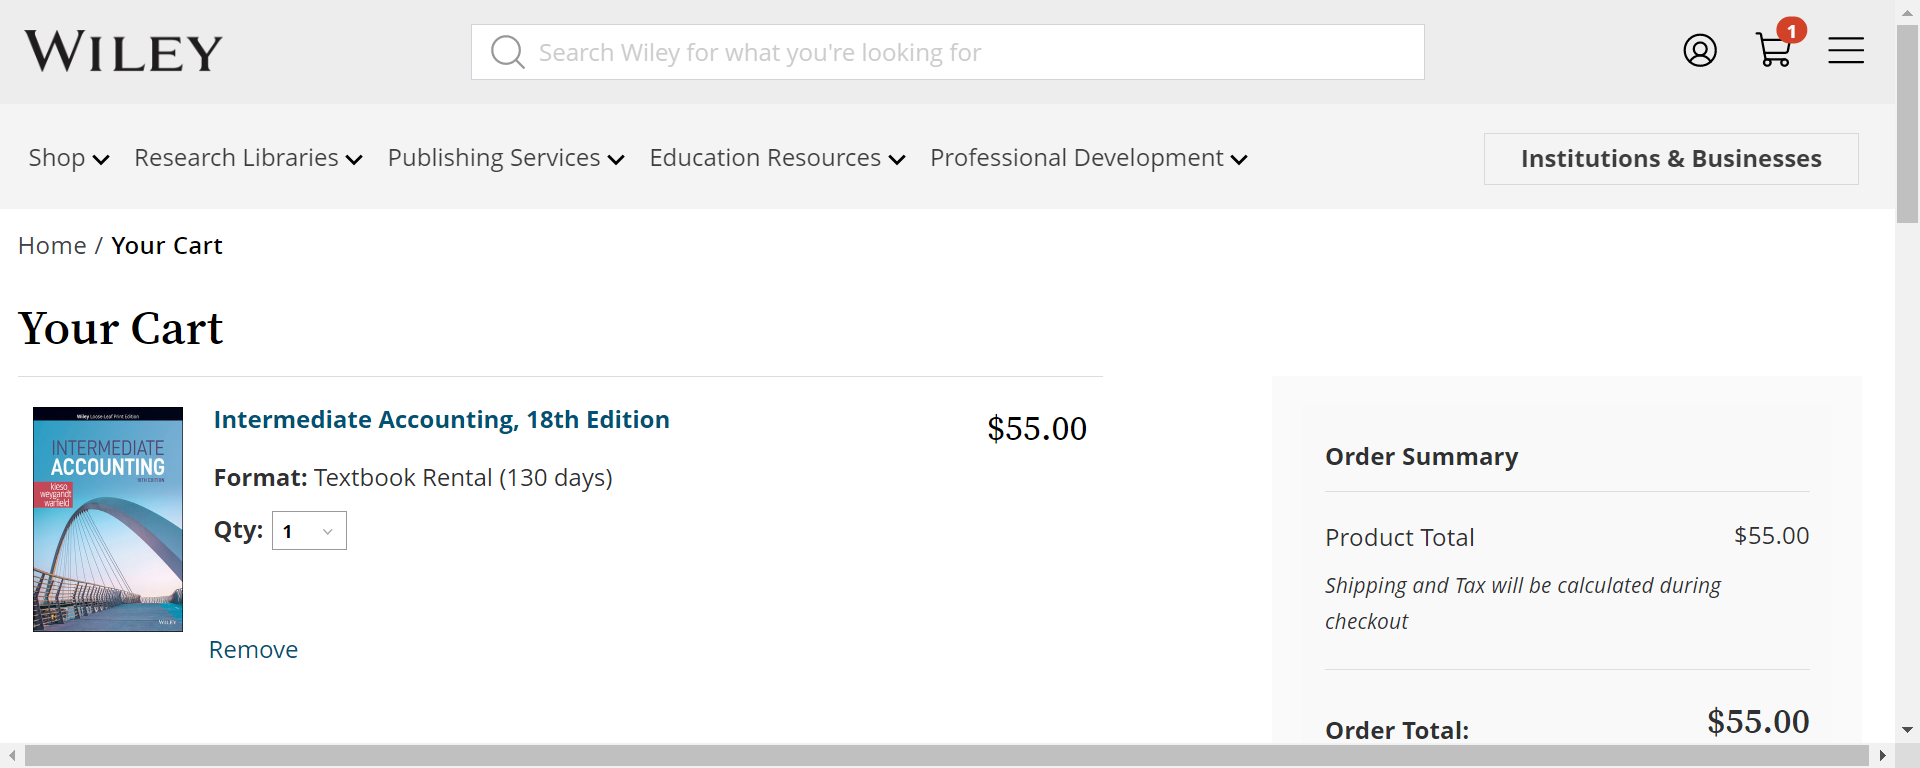 WILEY
Search Wiley for what you're looking for
1
Shop
Research Libraries
Publishing Services
Education Resources
Professional Development
Institutions & Businesses
Home / Your Cart
Your Cart
Wiley Loose-Leaf Print Edition
INTERMEDIATE
ACCOUNTING
18TH EDITION
kieso
weygandt
warfield
WILEY
Intermediate Accounting, 18th Edition
$55.00
Format: Textbook Rental (130 days)
Qty: 1
Remove
Order Summary
Product Total
$55.00
Shipping and Tax will be calculated during
checkout
Order Total:
$55.00